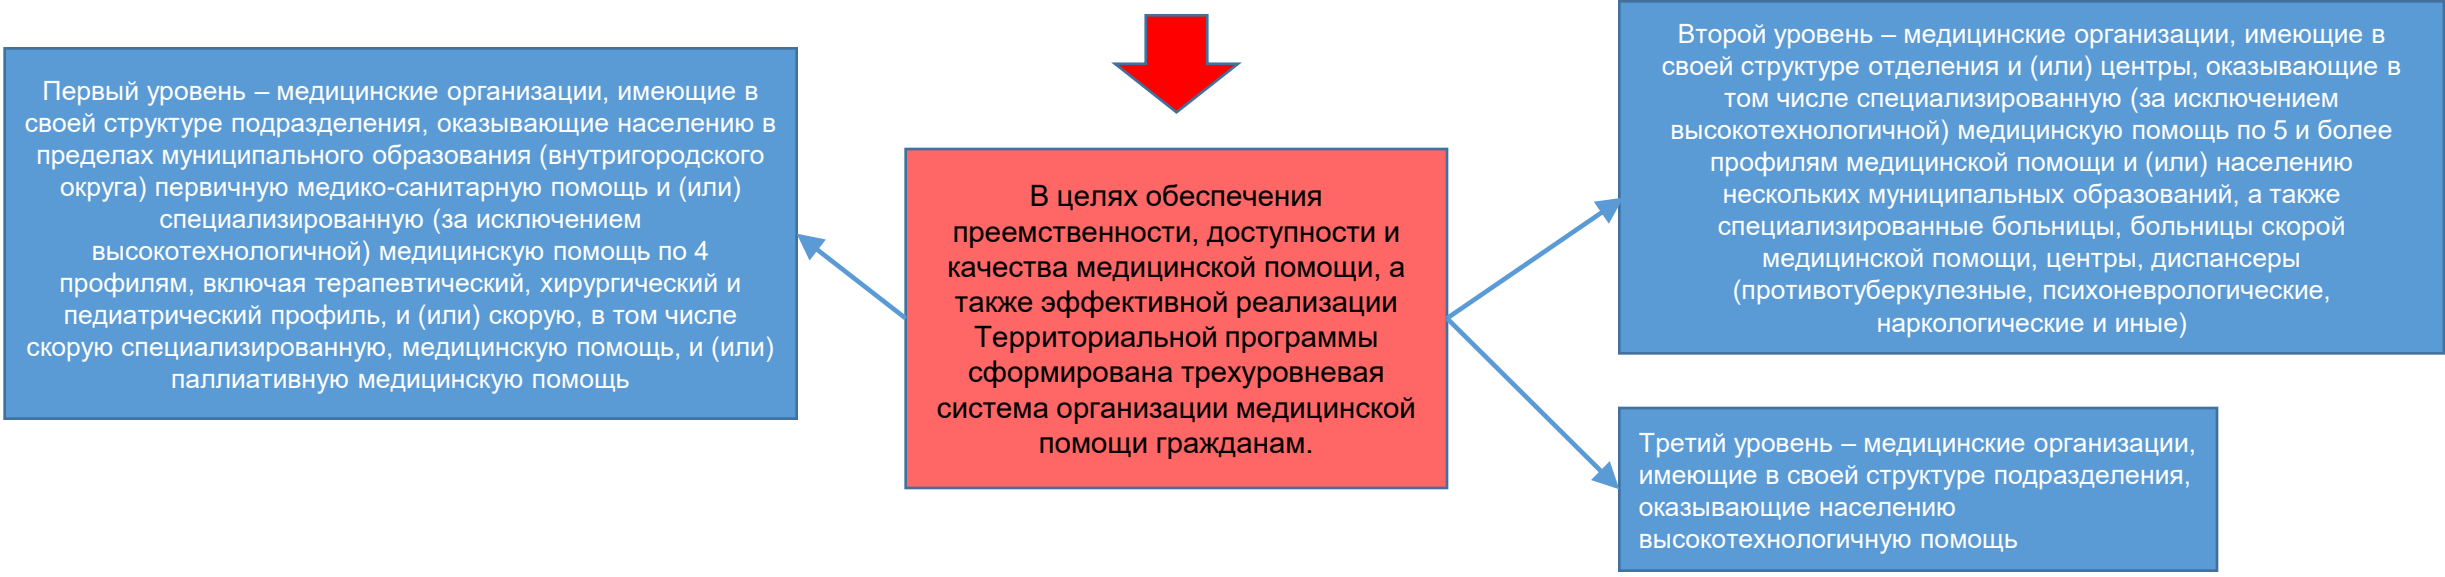 Первый уровень – медицинские организации, имеющие в
своей структуре подразделения, оказывающие населению в
пределах муниципального образования (внутригородского
округа) первичную медико-санитарную помощь и (или)
специализированную (за исключением
высокотехнологичной) медицинскую помощь по 4
профилям, включая терапевтический, хирургический и
педиатрический профиль, и (или) скорую, в том числе
скорую специализированную, медицинскую помощь, и (или)
паллиативную медицинскую помощь
В целях обеспечения
преемственности, доступности и
качества медицинской помощи, а
также эффективной реализации
Территориальной программы
сформирована трехуровневая
система организации медицинской
помощи гражданам.
Второй уровень – медицинские организации, имеющие в
своей структуре отделения и (или) центры, оказывающие в
том числе специализированную (за исключением
высокотехнологичной) медицинскую помощь по 5 и более
профилям медицинской помощи и (или) населению
нескольких муниципальных образований, а также
специализированные больницы, больницы скорой
медицинской помощи, центры, диспансеры
(противотуберкулезные, психоневрологические,
наркологические и иные)
Третий уровень – медицинские организации,
имеющие в своей структуре подразделения,
оказывающие населению
высокотехнологичную помощь